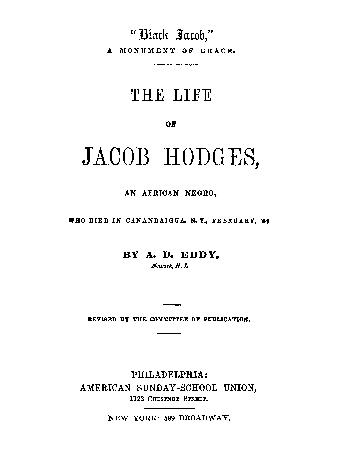 "Black Jacob,"
A MONUMENT OF GRACE.
THE LIFE
OF
JACOB HODGES,
AN AFRICAN NEGRO,
WHO DIED IN CANANDAIGUA, N. Y., FEBRUARY,
BY A. D. EDDY,
Newark, N. J.
REVISED BY THE COMMITTEE OF PUBLICATION.
PHILADELPHIA:
AMERICAN SUNDAY-SCHOOL UNION,
1122 CHESTNUT STREET.
NEW YORK: 599 BROADWAY.